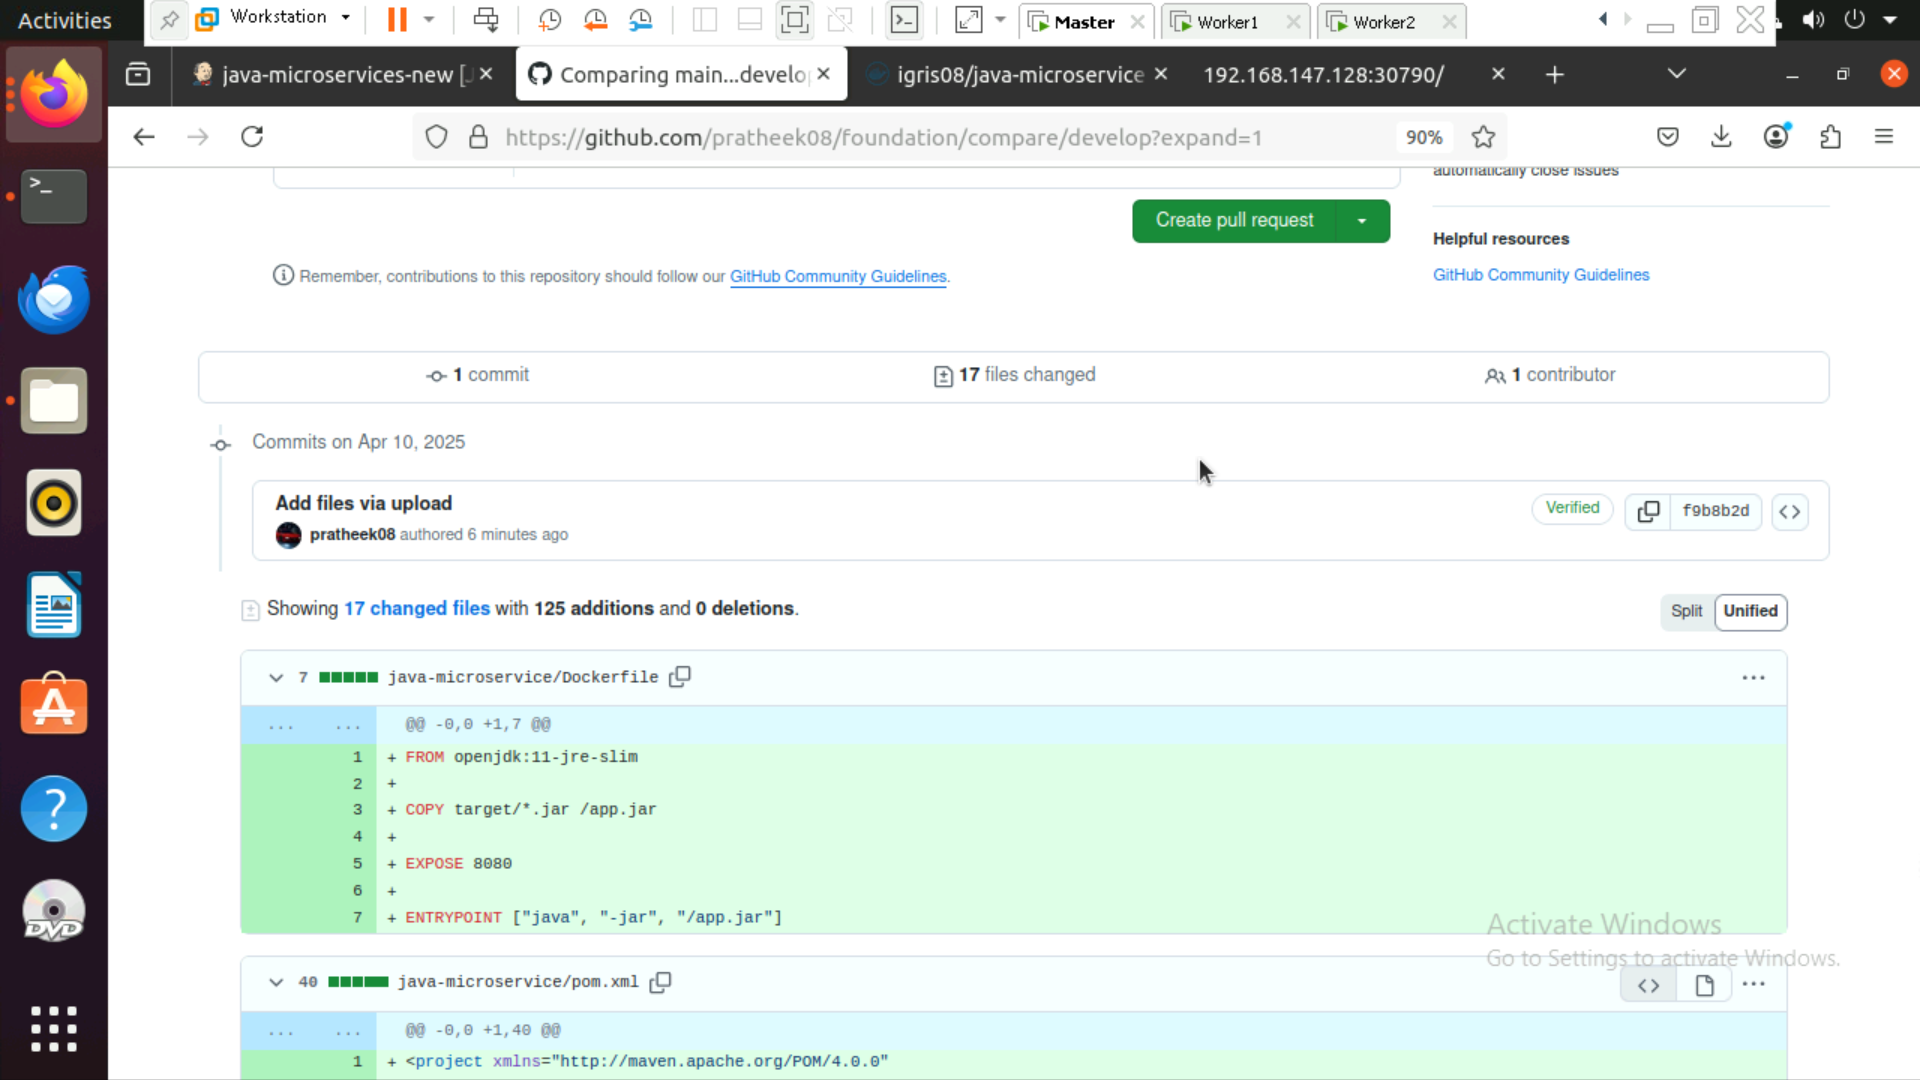 Activities
Workstation
Master
Worker1
Worker2
java-microservices-new [
Comparing main...develo
igris08/java-microservice
192.168.147.128:30790/
https://github.com/pratheek08/foundation/compare/develop?expand=1
90%
automatically close issues
Create pull request
Helpful resources
Remember, contributions to this repository should follow our GitHub Community Guidelines.
GitHub Community Guidelines
1 commit
17 files changed
1 contributor
Commits on Apr 10, 2025
Add files via upload
pratheek08 authored 6 minutes ago
Verified
f9b8b2d
Showing 17 changed files with 125 additions and 0 deletions.
Split
Unified
7 java-microservice/Dockerfile
... ... @@ -0,0 +1,7 @@
1 + FROM openjdk:11-jre-slim
2 +
3 + COPY target/*.jar /app.jar
4 +
5 + EXPOSE 8080
6 +
7 + ENTRYPOINT ["java", "-jar", "/app.jar"]
Activate Windows
Go to Settings to activate Windows.
40 java-microservice/pom.xml
... ... @@ -0,0 +1,40 @@
1 + <project xmlns="http://maven.apache.org/POM/4.0.0"